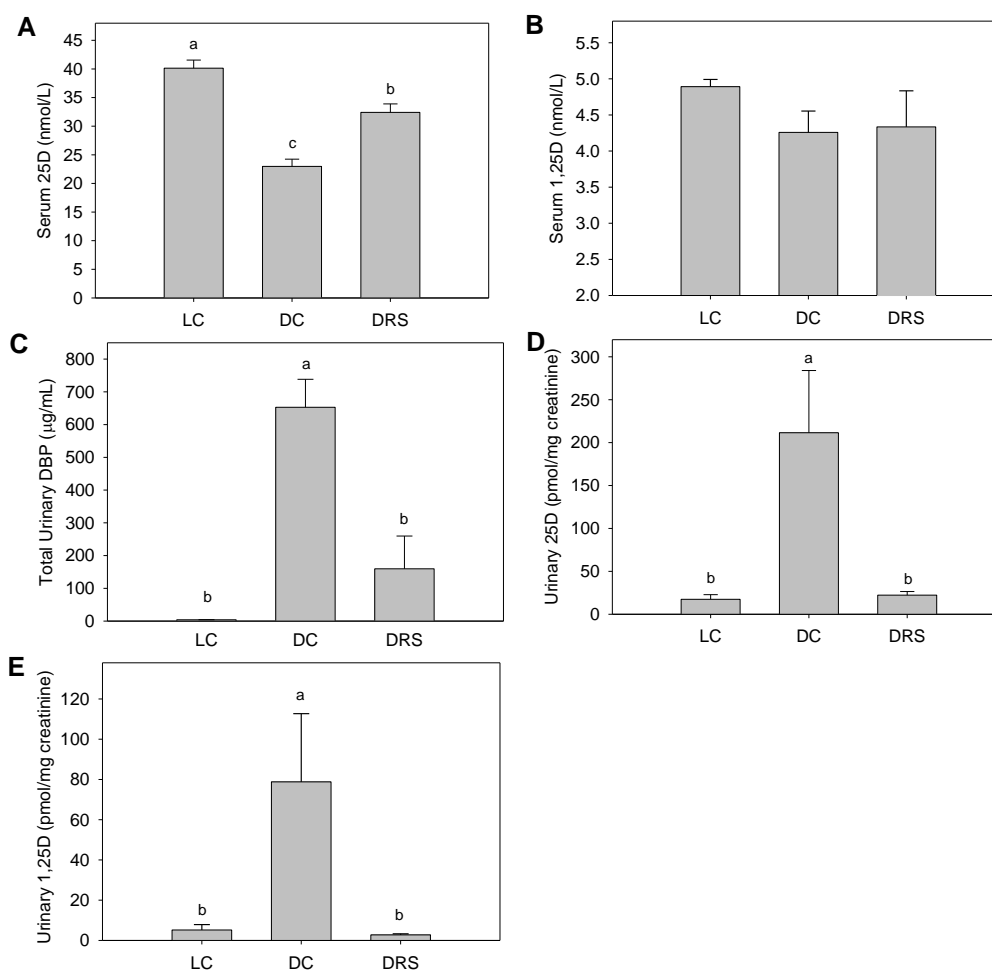 A
Serum 25D (nmol/L)
45
40
35
30
25
20
15
10
5
0
a
c
b
LC DC DRS
B
Serum 1,25D (nmol/L)
5.5
5.0
4.5
4.0
3.5
3.0
2.5
2.0
LC DC DRS
C
Total Urinary DBP (μg/mL)
800
700
600
500
400
300
200
100
0
b
a
b
LC DC DRS
D
Urinary 25D (pmol/mg creatinine)
300
250
200
150
100
50
0
b
a
b
LC DC DRS
E
Urinary 1,25D (pmol/mg creatinine)
120
100
80
60
40
20
0
b
a
b
LC DC DRS